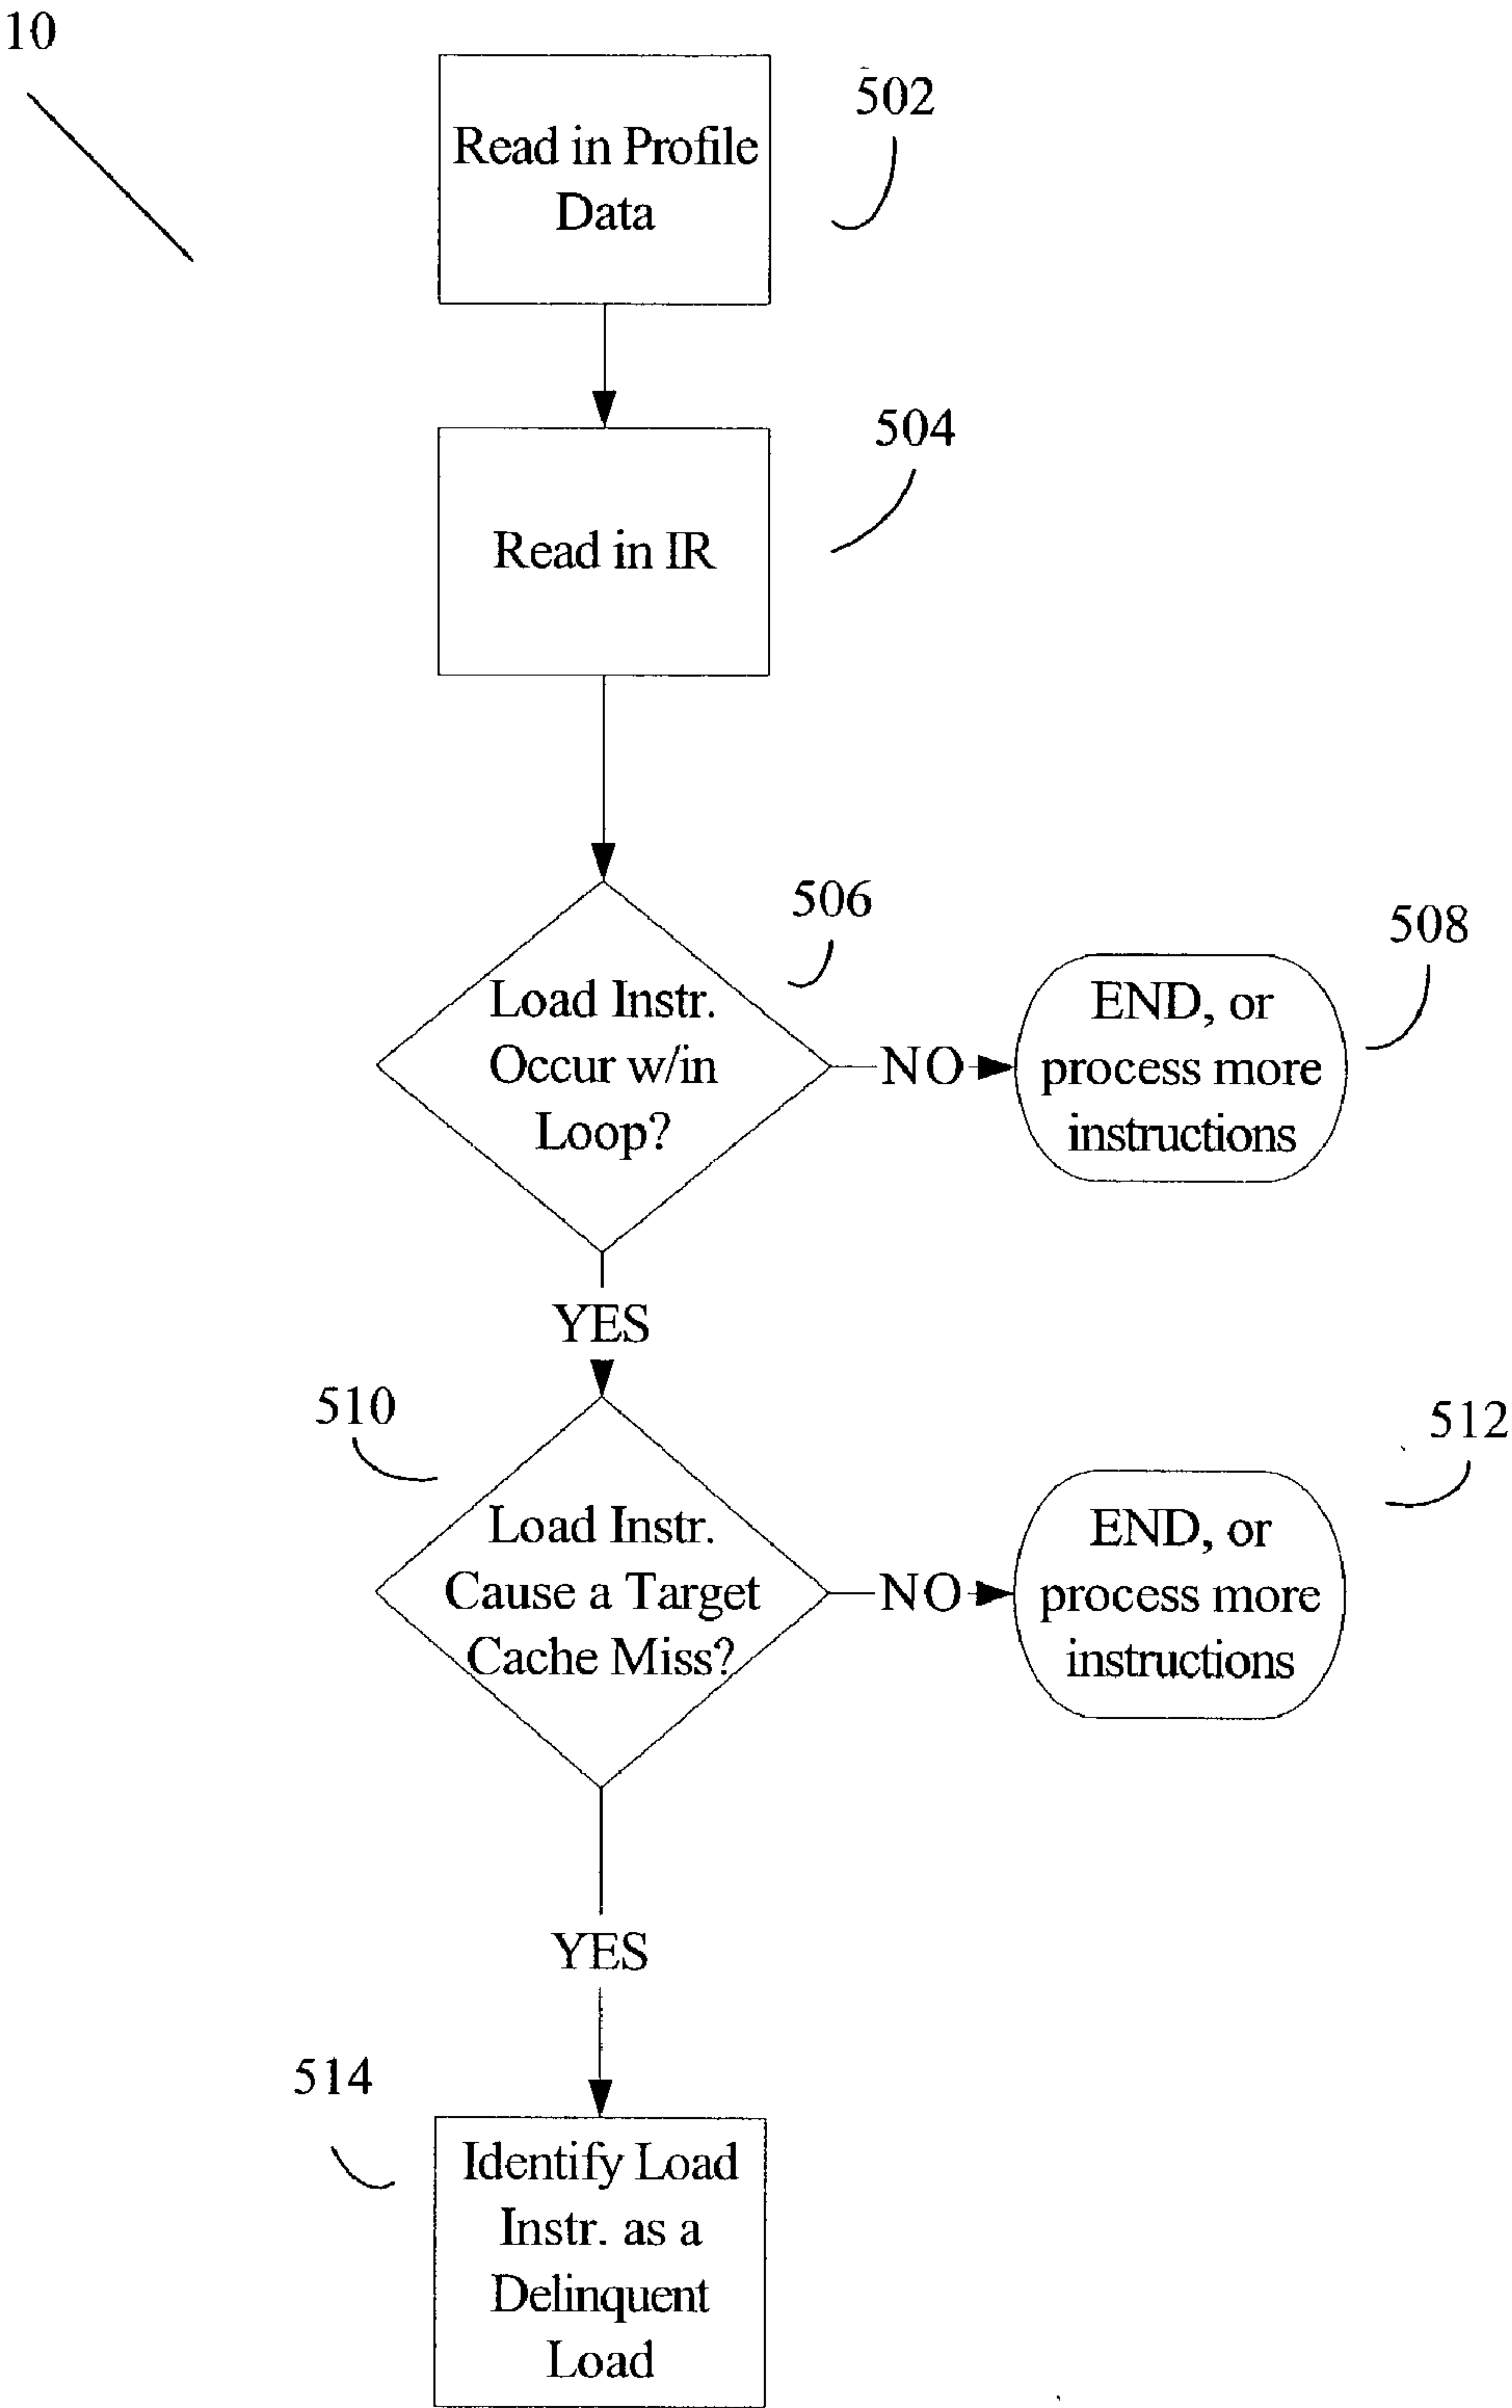 10
502
Read in Profile
Data
504
Read in IR
506
508
Load Instr.
Occur w/in
Loop?
NO
END, or
process more
instructions
YES
510
512
Load Instr.
Cause a Target
Cache Miss?
NO
END, or
process more
instructions
YES
514
Identify Load
Instr. as a
Delinquent
Load